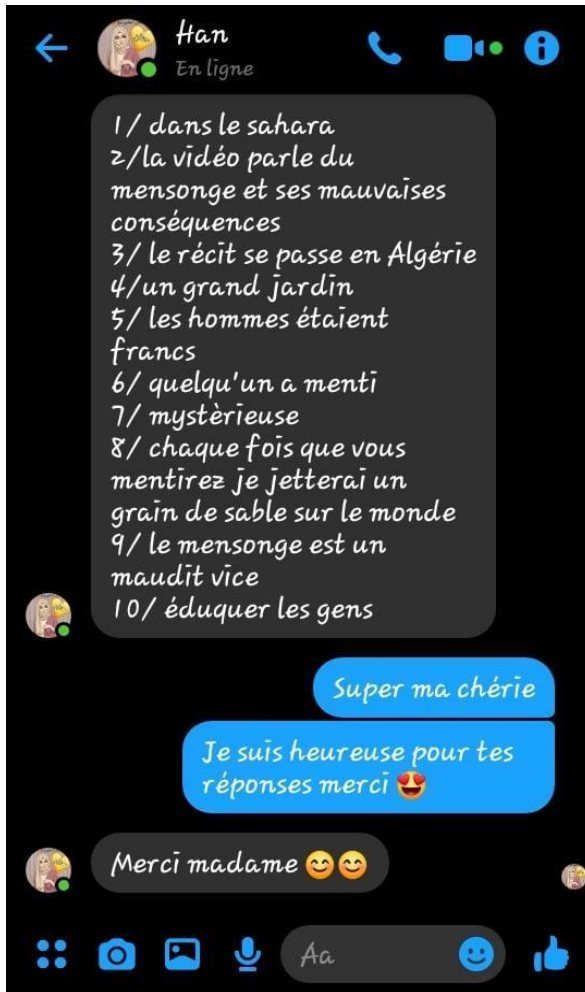 Han
En ligne
1/ dans le sahara
2/la vidéo parle du
mensonge et ses mauvaises
conséquences
3/ le récit se passe en Algérie
4/un grand jardin
5/ les hommes étaient
francs
6/ quelqu'un a menti
7/ mystèrieuse
8/ chaque fois que vous
mentirez je jetterai un
grain de sable sur le monde
9/ le mensonge est un
maudit vice
10/ éduquer les gens
Super ma chérie
Je suis heureuse pour tes
réponses merci 😍
Merci madame 😊😊
Aa